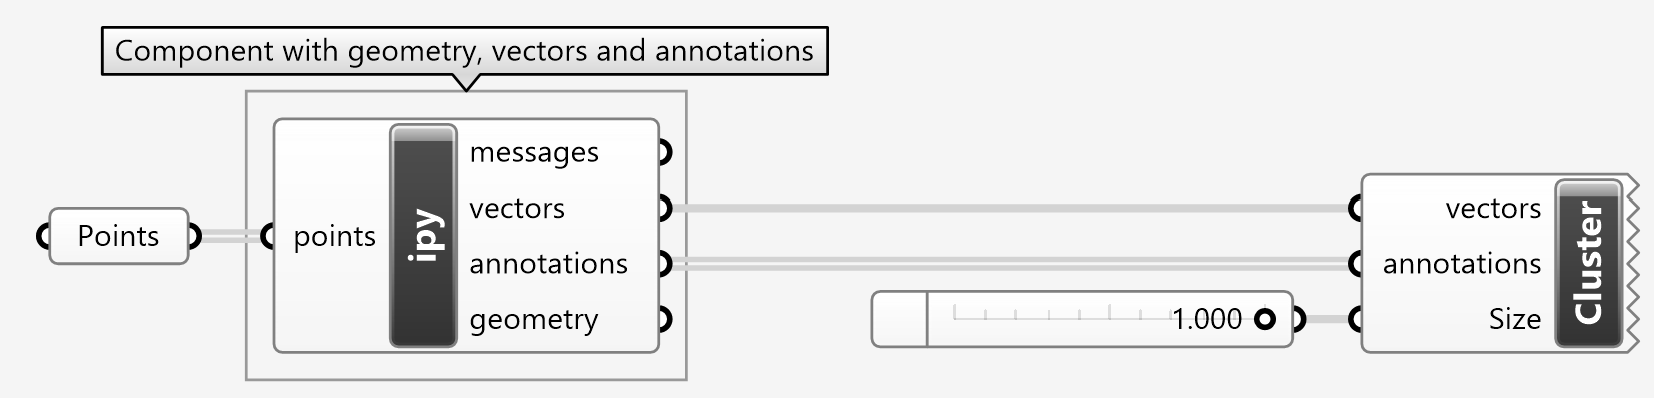 Component with geometry, vectors and annotations
Points
points
ipy
messages
vectors
annotations
geometry
1.000
vectors
annotations
Size
Cluster